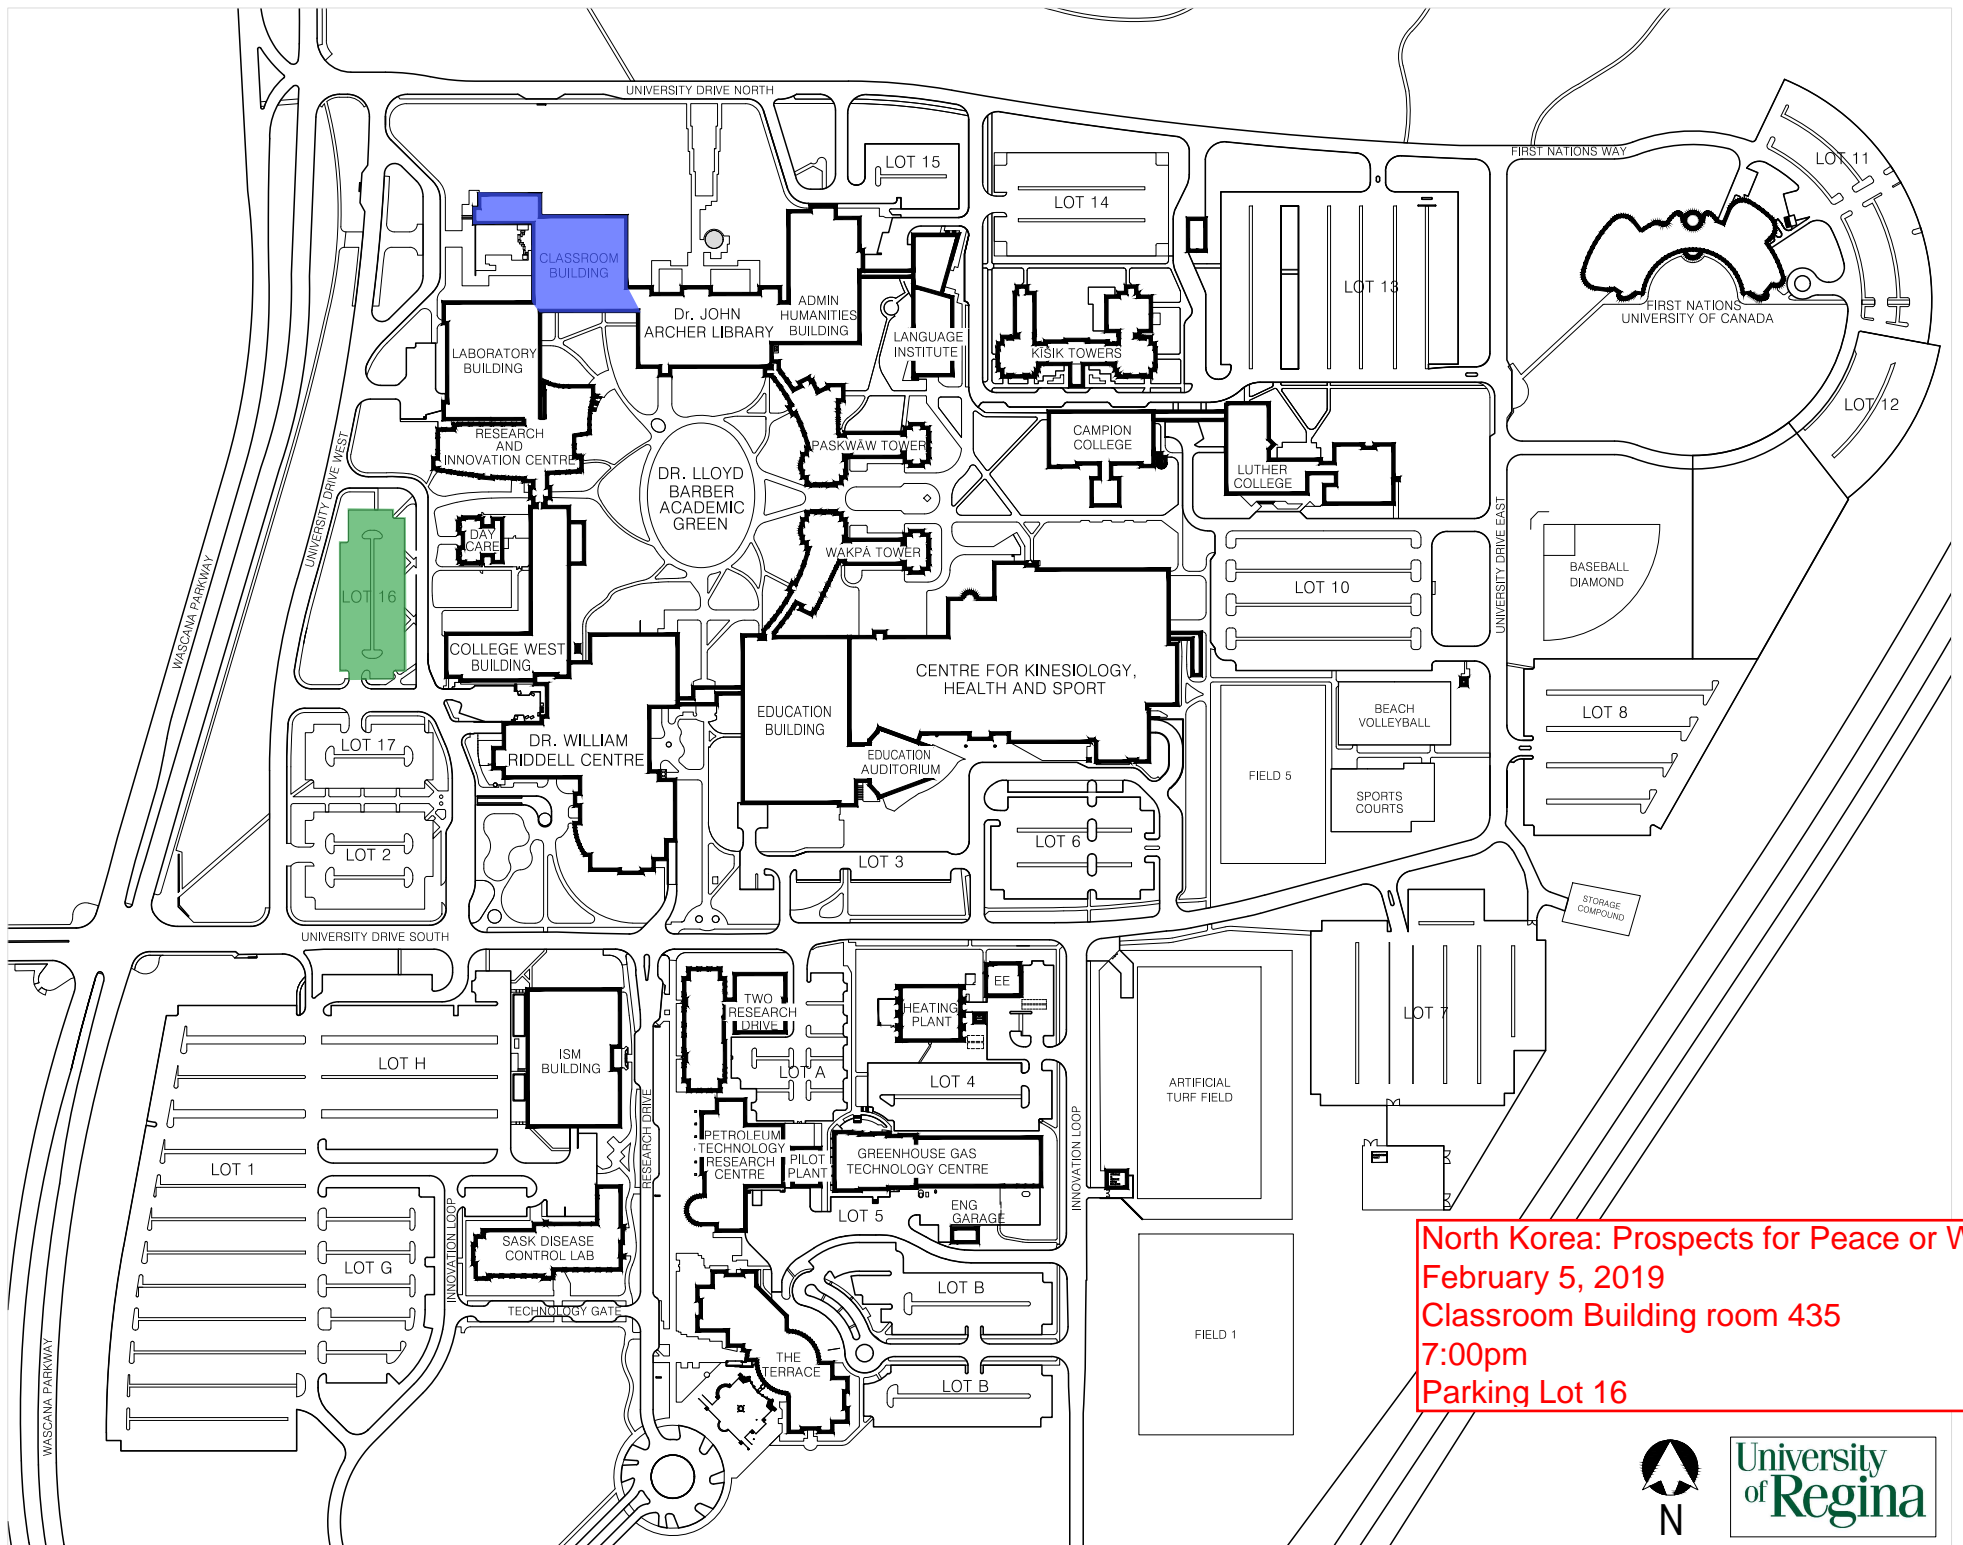 UNIVERSITY DRIVE NORTH
FIRST NATIONS WAY
LOT 11
LOT 15
LOT 14
CLASSROOM
BUILDING
LOT 13
FIRST NATIONS
UNIVERSITY OF CANADA
ADMIN
HUMANITIES
BUILDING
Dr. JOHN
ARCHER LIBRARY
LANGUAGE
INSTITUTE
KĪSIK TOWERS
LABORATORY
BUILDING
LOT 12
RESEARCH
AND
INNOVATION CENTRE
PASKWĀW TOWER
CAMPION
COLLEGE
LUTHER
COLLEGE
DR. LLOYD
BARBER
ACADEMIC
GREEN
UNIVERSITY DRIVE WEST
WASCANA PARKWAY
UNIVERSITY DRIVE EAST
DAY
CARE
WAKPĀ TOWER
LOT 16
LOT 10
BASEBALL
DIAMOND
COLLEGE WEST
BUILDING
CENTRE FOR KINESIOLOGY,
HEALTH AND SPORT
EDUCATION
BUILDING
BEACH
VOLLEYBALL
LOT 8
LOT 17
DR. WILLIAM
RIDDELL CENTRE
EDUCATION
AUDITORIUM
FIELD 5
SPORTS
COURTS
LOT 2
LOT 3
LOT 6
STORAGE
COMPOUND
UNIVERSITY DRIVE SOUTH
TWO
RESEARCH
DRIVE
HEATING
PLANT
EE
LOT 7
LOT H
ISM
BUILDING
LOT A
LOT 4
ARTIFICIAL
TURF FIELD
RESEARCH DRIVE
INNOVATION LOOP
LOT 1
PETROLEUM
TECHNOLOGY
RESEARCH
CENTRE
PILOT
PLANT
GREENHOUSE GAS
TECHNOLOGY CENTRE
INNOVATION LOOP
LOT 5
ENG
GARAGE
SASK DISEASE
CONTROL LAB
LOT G
LOT B
TECHNOLOGY GATE
FIELD 1
THE
TERRACE
LOT B
WASCANA PARKWAY
North Korea: Prospects for Peace or W
February 5, 2019
Classroom Building room 435
7:00pm
Parking Lot 16
N
University
of Regina